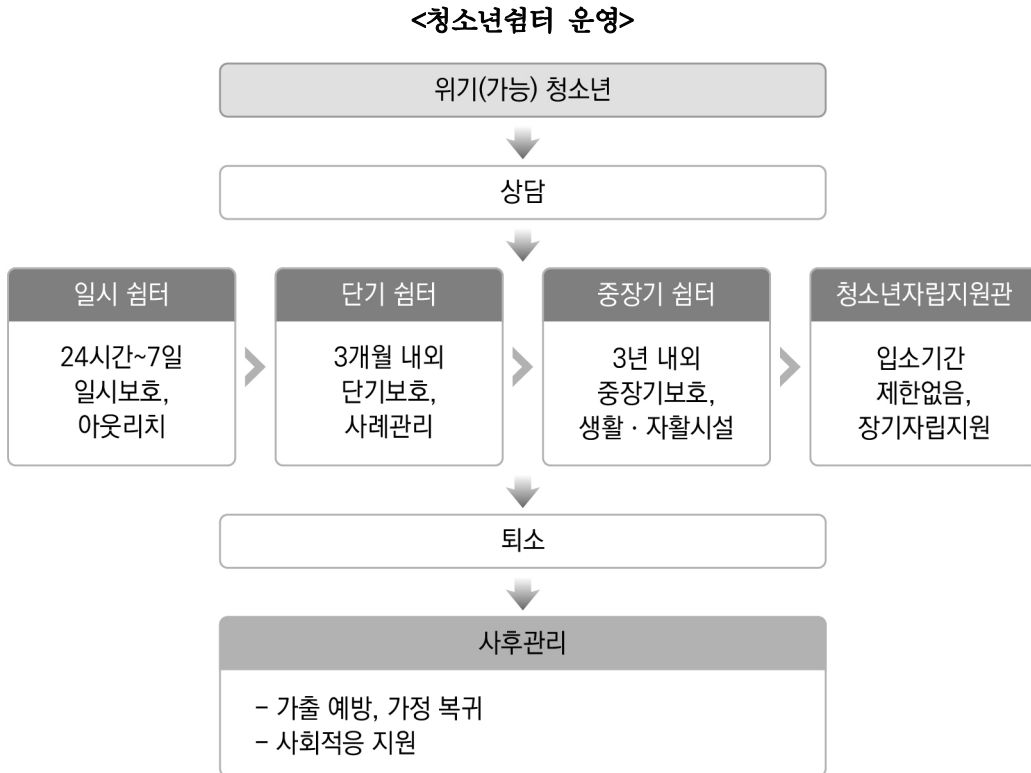 <청소년쉼터 운영>
위기(가능) 청소년
상담
일시 쉼터
24시간~7일
일시보호,
아웃리치
단기 쉼터
3개월 내외
단기보호,
사례관리
중장기 쉼터
3년 내외
중장기보호,
생활 · 자활시설
청소년자립지원관
입소기간
제한없음,
장기자립지원
퇴소
사후관리
- 가출 예방, 가정 복귀
- 사회적응 지원